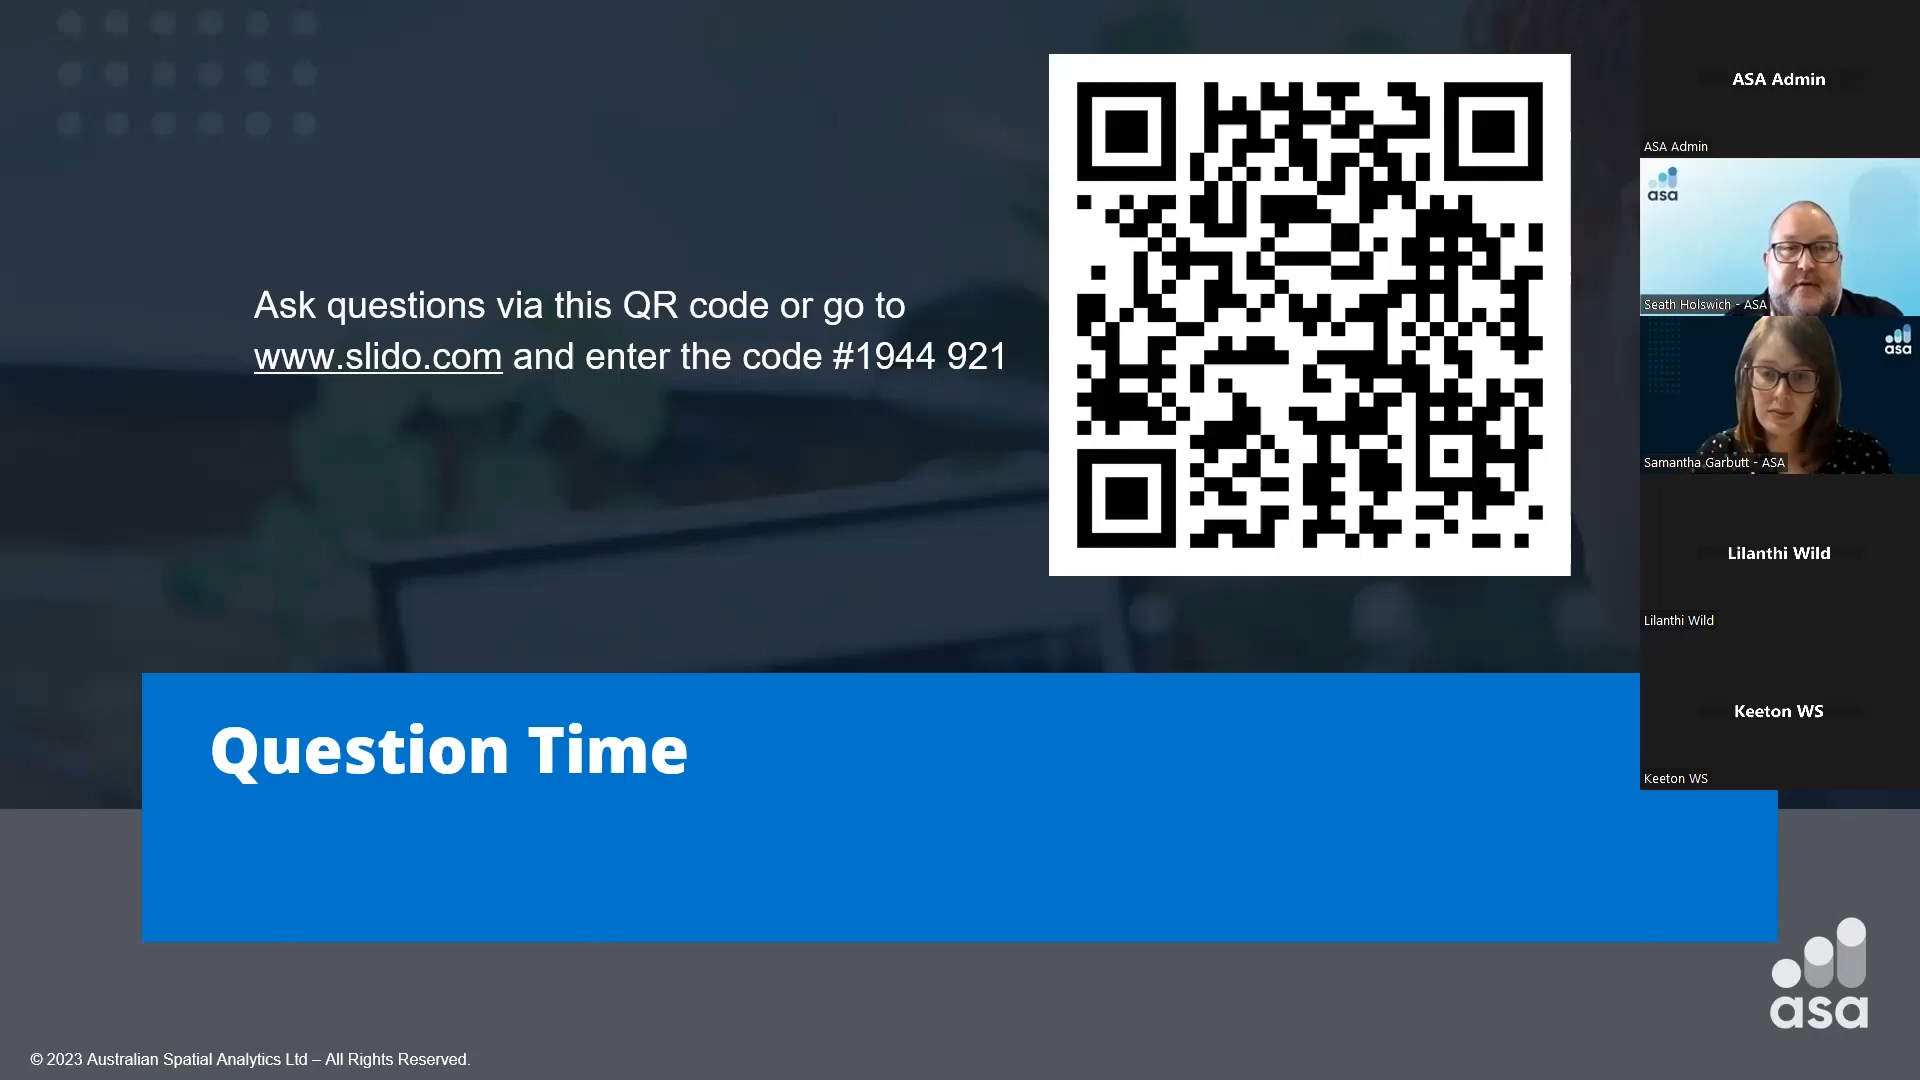 Ask questions via this QR code or go to
www.slido.com and enter the code #1944 921
Question Time
© 2023 Australian Spatial Analytics Ltd – All Rights Reserved.
asa
ASA Admin
ASA Admin
asa
Seath Holswich - ASA
asa
Samantha Garbutt - ASA
Lilanthi Wild
Lilanthi Wild
Keeton WS
Keeton WS